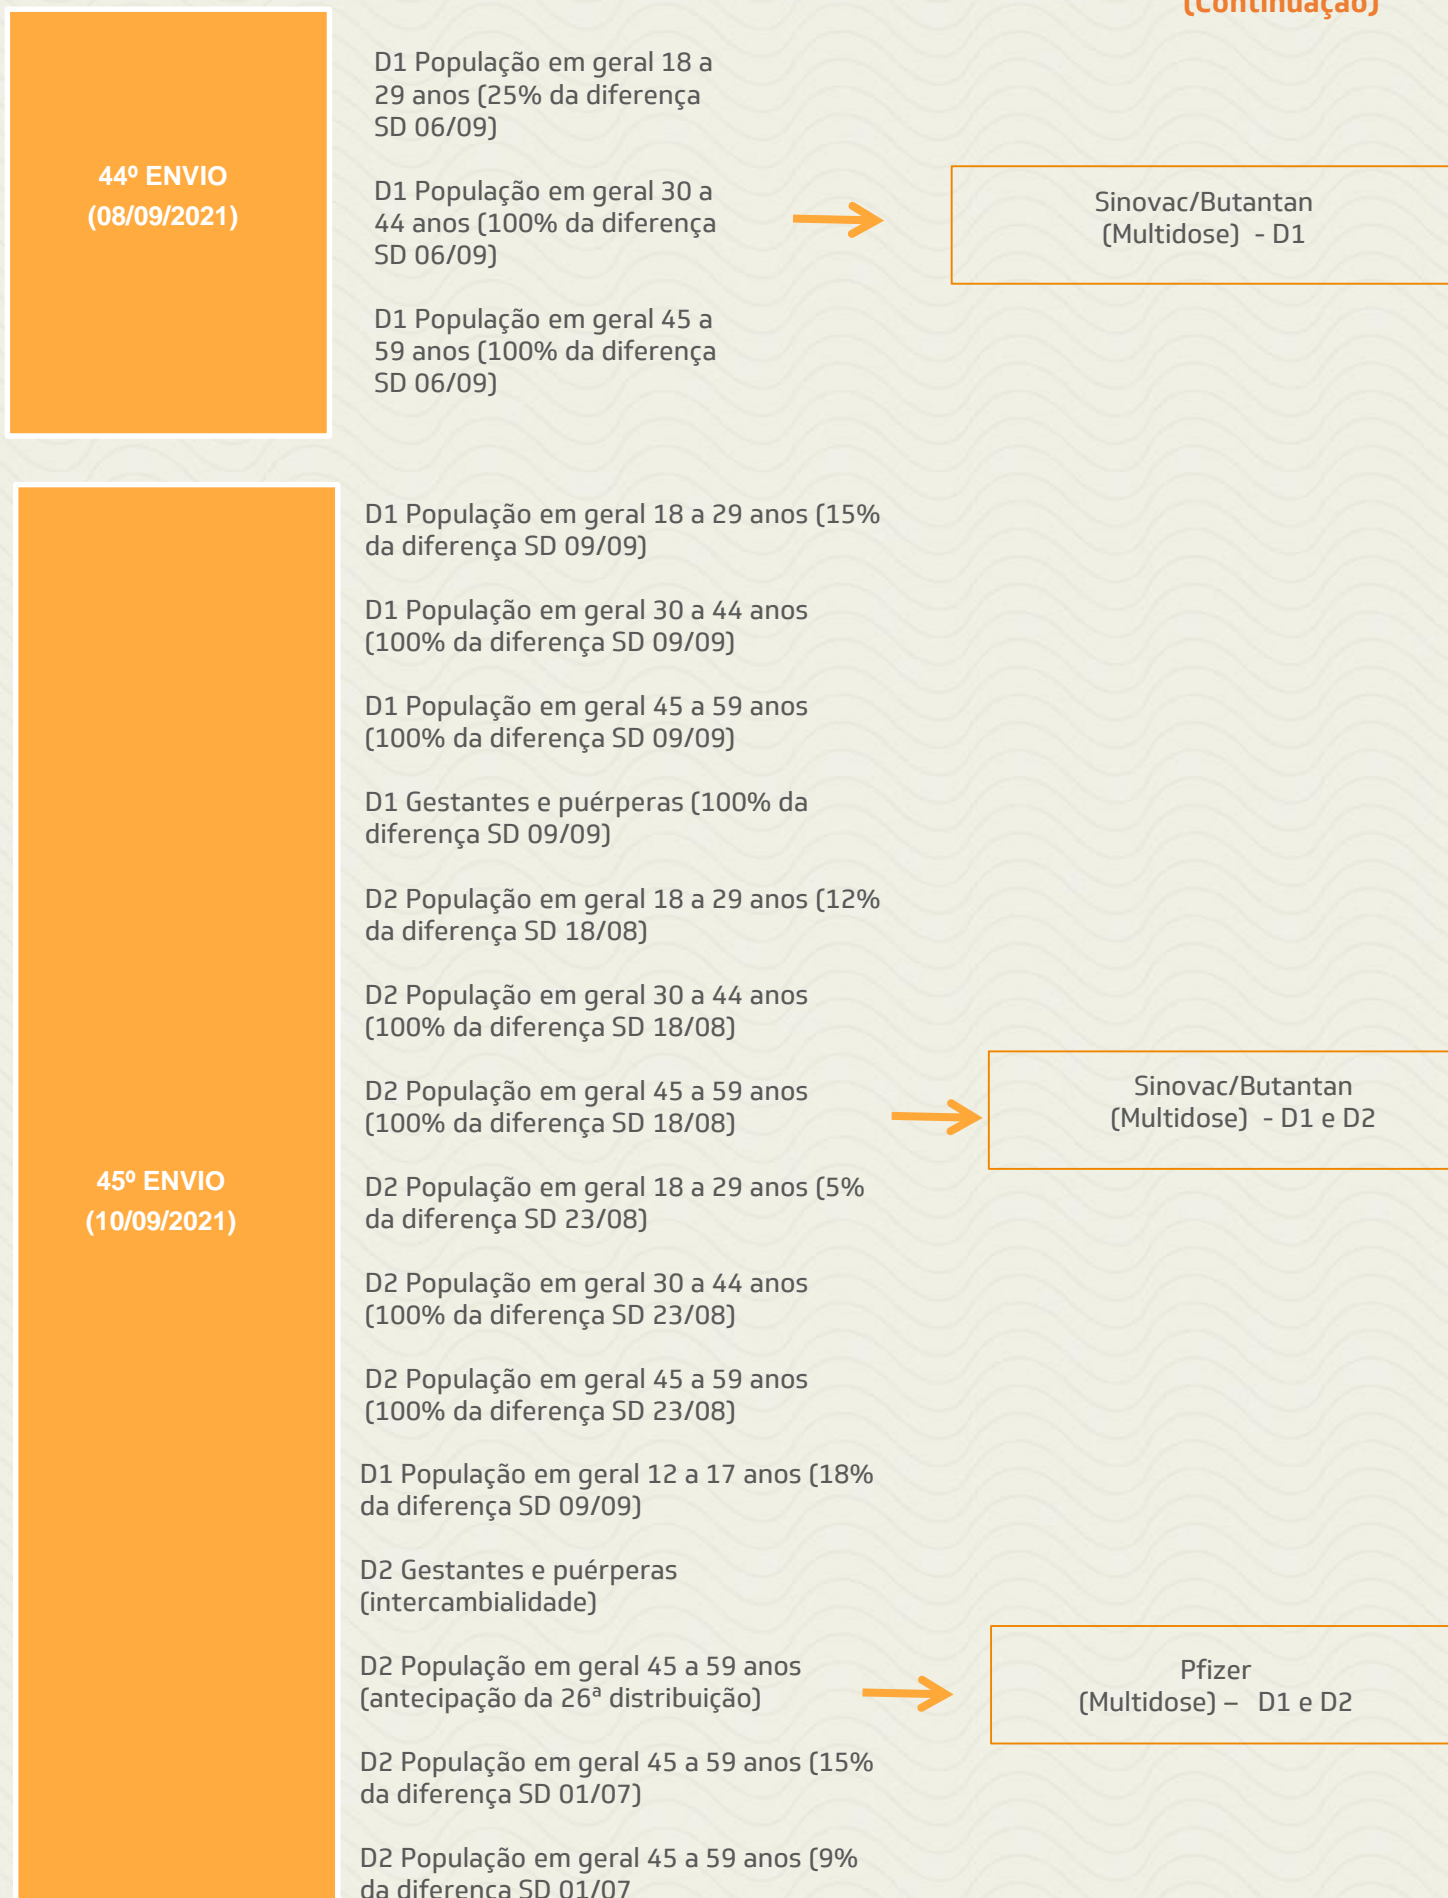 (Continuação)
44º ENVIO
(08/09/2021)
D1 População em geral 18 a
29 anos (25% da diferença
SD 06/09)
D1 População em geral 30 a
44 anos (100% da diferença
SD 06/09)
D1 População em geral 45 a
59 anos (100% da diferença
SD 06/09)
Sinovac/Butantan
(Multidose) - D1
45º ENVIO
(10/09/2021)
D1 População em geral 18 a 29 anos (15%
da diferença SD 09/09)
D1 População em geral 30 a 44 anos
(100% da diferença SD 09/09)
D1 População em geral 45 a 59 anos
(100% da diferença SD 09/09)
D1 Gestantes e puérperas (100% da
diferença SD 09/09)
D2 População em geral 18 a 29 anos (12%
da diferença SD 18/08)
D2 População em geral 30 a 44 anos
(100% da diferença SD 18/08)
D2 População em geral 45 a 59 anos
(100% da diferença SD 18/08)
D2 População em geral 18 a 29 anos (5%
da diferença SD 23/08)
D2 População em geral 30 a 44 anos
(100% da diferença SD 23/08)
D2 População em geral 45 a 59 anos
(100% da diferença SD 23/08)
Sinovac/Butantan
(Multidose) - D1 e D2
D1 População em geral 12 a 17 anos (18%
da diferença SD 09/09)
D2 Gestantes e puérperas
(intercambialidade)
D2 População em geral 45 a 59 anos
(antecipação da 26ª distribuição)
D2 População em geral 45 a 59 anos (15%
da diferença SD 01/07)
D2 População em geral 45 a 59 anos (9%
da diferença SD 01/07
Pfizer
(Multidose) – D1 e D2